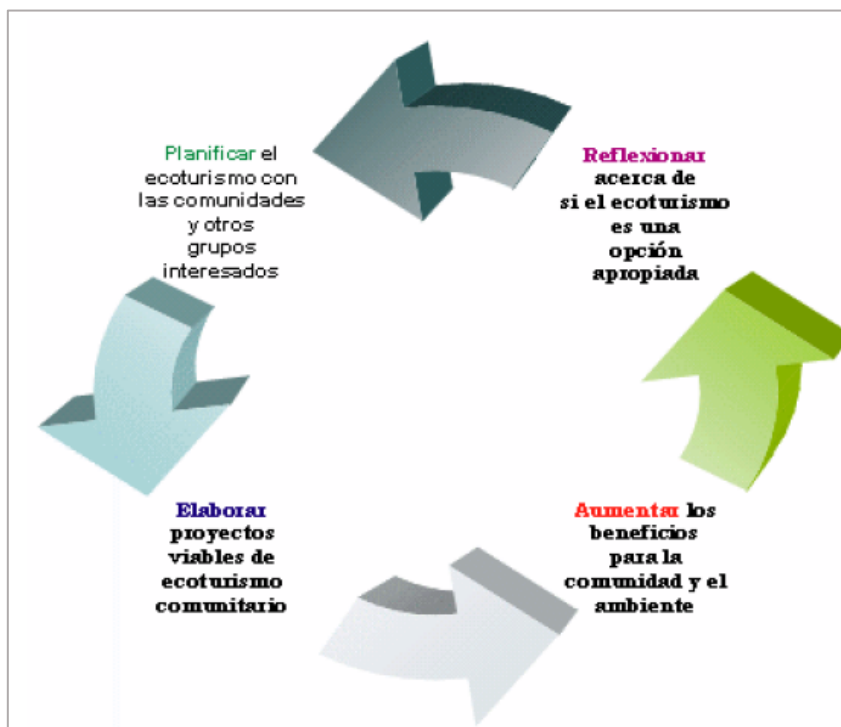 Planificar el
ecoturismo con
las comunidades
y otros
grupos
interesados
Reflexionar
acerca de
si el ecoturismo
es una
opción
apropiada
Elaborar
proyectos
viables de
ecoturismo
comunitario
Aumentar los
beneficios
para la
comunidad y el
ambiente